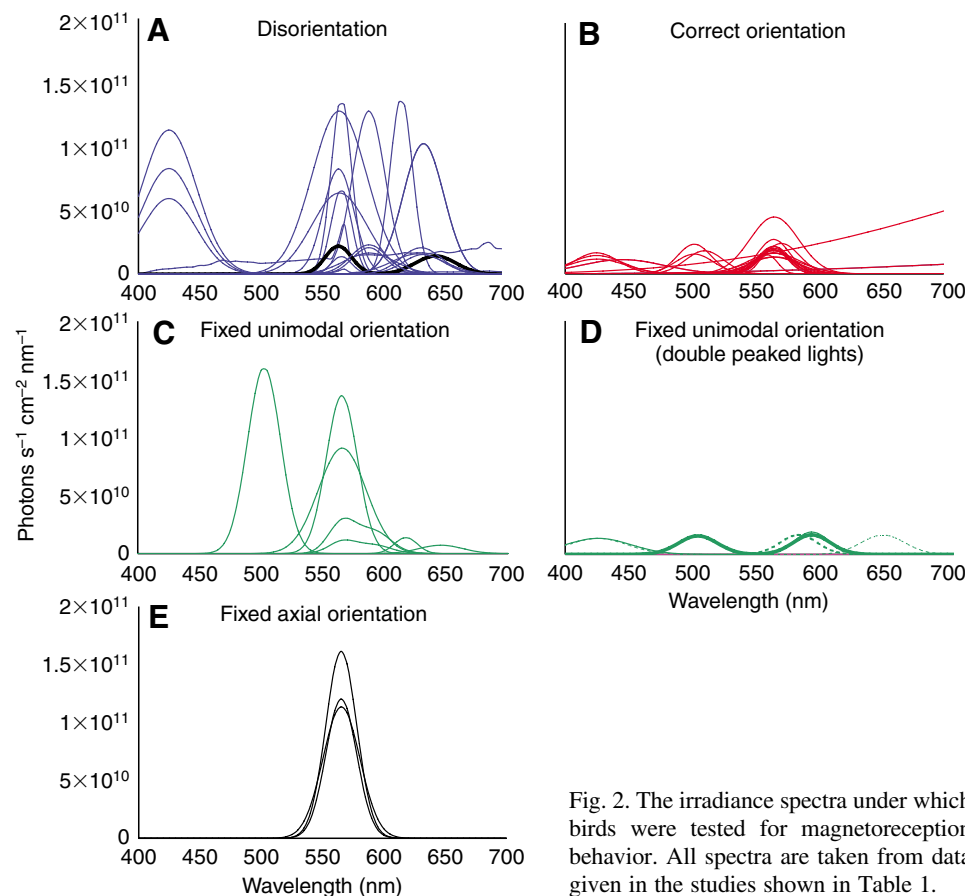 A Disorientation
2×10¹¹
1.5×10¹¹
1×10¹¹
5×10¹⁰
0
400 450 500 550 600 650 700
B Correct orientation
400 450 500 550 600 650 700
C Fixed unimodal orientation
2×10¹¹
1.5×10¹¹
1×10¹¹
5×10¹⁰
0
400 450 500 550 600 650 700
D Fixed unimodal orientation
(double peaked lights)
400 450 500 550 600 650 700
Wavelength (nm)
Photons s⁻¹ cm⁻² nm⁻¹
E Fixed axial orientation
2×10¹¹
1.5×10¹¹
1×10¹¹
5×10¹⁰
0
400 450 500 550 600 650 700
Wavelength (nm)
Fig. 2. The irradiance spectra under which
birds were tested for magnetoreception
behavior. All spectra are taken from data
given in the studies shown in Table 1.